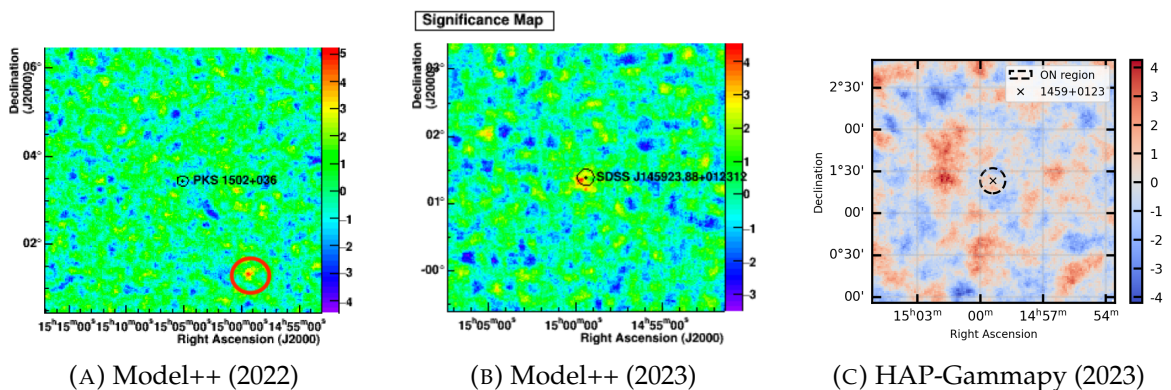 06°
04°
02°
Declination
(J2000)
PKS 1502+036
5
4
3
2
1
0
−1
−2
−3
−4
15ʰ15ᵐ00ˢ 15ʰ10ᵐ00ˢ 15ʰ05ᵐ00ˢ 15ʰ00ᵐ00ˢ 14ʰ55ᵐ00ˢ
Right Ascension (J2000)
(A) Model++ (2022)
Significance Map
03°
02°
01°
-00°
Declination
(J2000)
SDSS J145923.88+012312
4
3
2
1
0
−1
−2
−3
15ʰ05ᵐ00ˢ 15ʰ00ᵐ00ˢ 14ʰ55ᵐ00ˢ
Right Ascension (J2000)
(B) Model++ (2023)
ON region
1459+0123
2°30'
00'
1°30'
00'
0°30'
00'
Declination
4
3
2
1
0
-1
-2
-3
-4
15ʰ03ᵐ 00ᵐ 14ʰ57ᵐ 54ᵐ
Right Ascension
(C) HAP-Gammapy (2023)